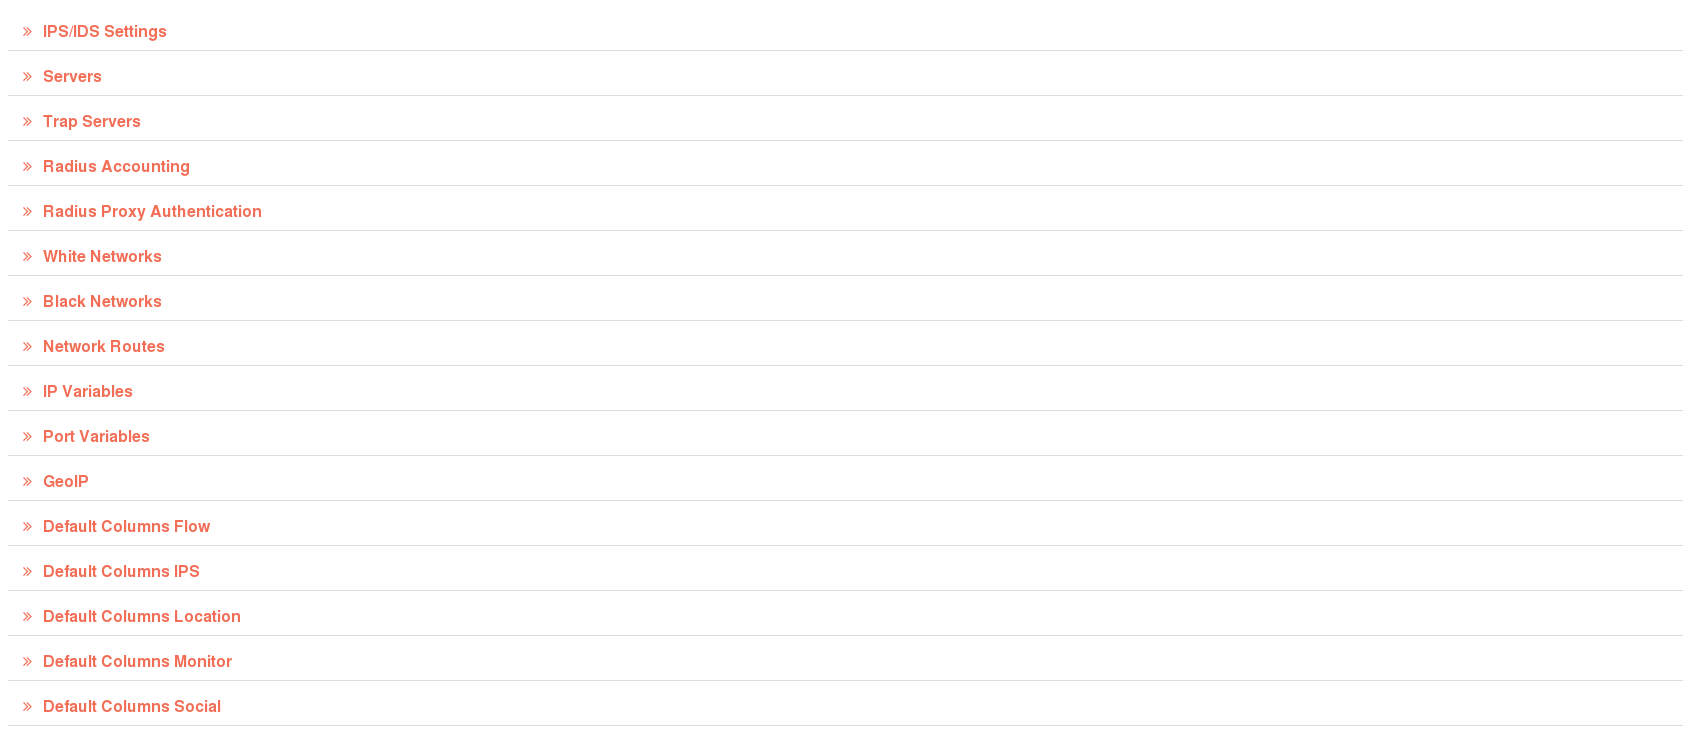 » IPS/IDS Settings
» Servers
» Trap Servers
» Radius Accounting
» Radius Proxy Authentication
» White Networks
» Black Networks
» Network Routes
» IP Variables
» Port Variables
» GeoIP
» Default Columns Flow
» Default Columns IPS
» Default Columns Location
» Default Columns Monitor
» Default Columns Social